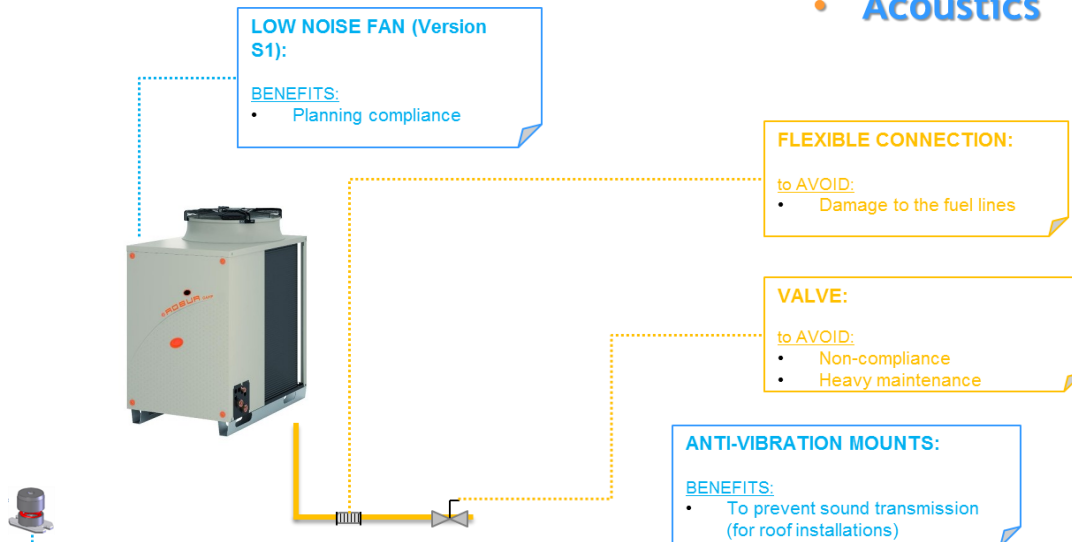 • Acoustics
LOW NOISE FAN (Version
S1):
BENEFITS:
• Planning compliance
FLEXIBLE CONNECTION:
to AVOID:
• Damage to the fuel lines
ROBUR
VALVE:
to AVOID:
• Non-compliance
• Heavy maintenance
ANTI-VIBRATION MOUNTS:
BENEFITS:
• To prevent sound transmission
(for roof installations)